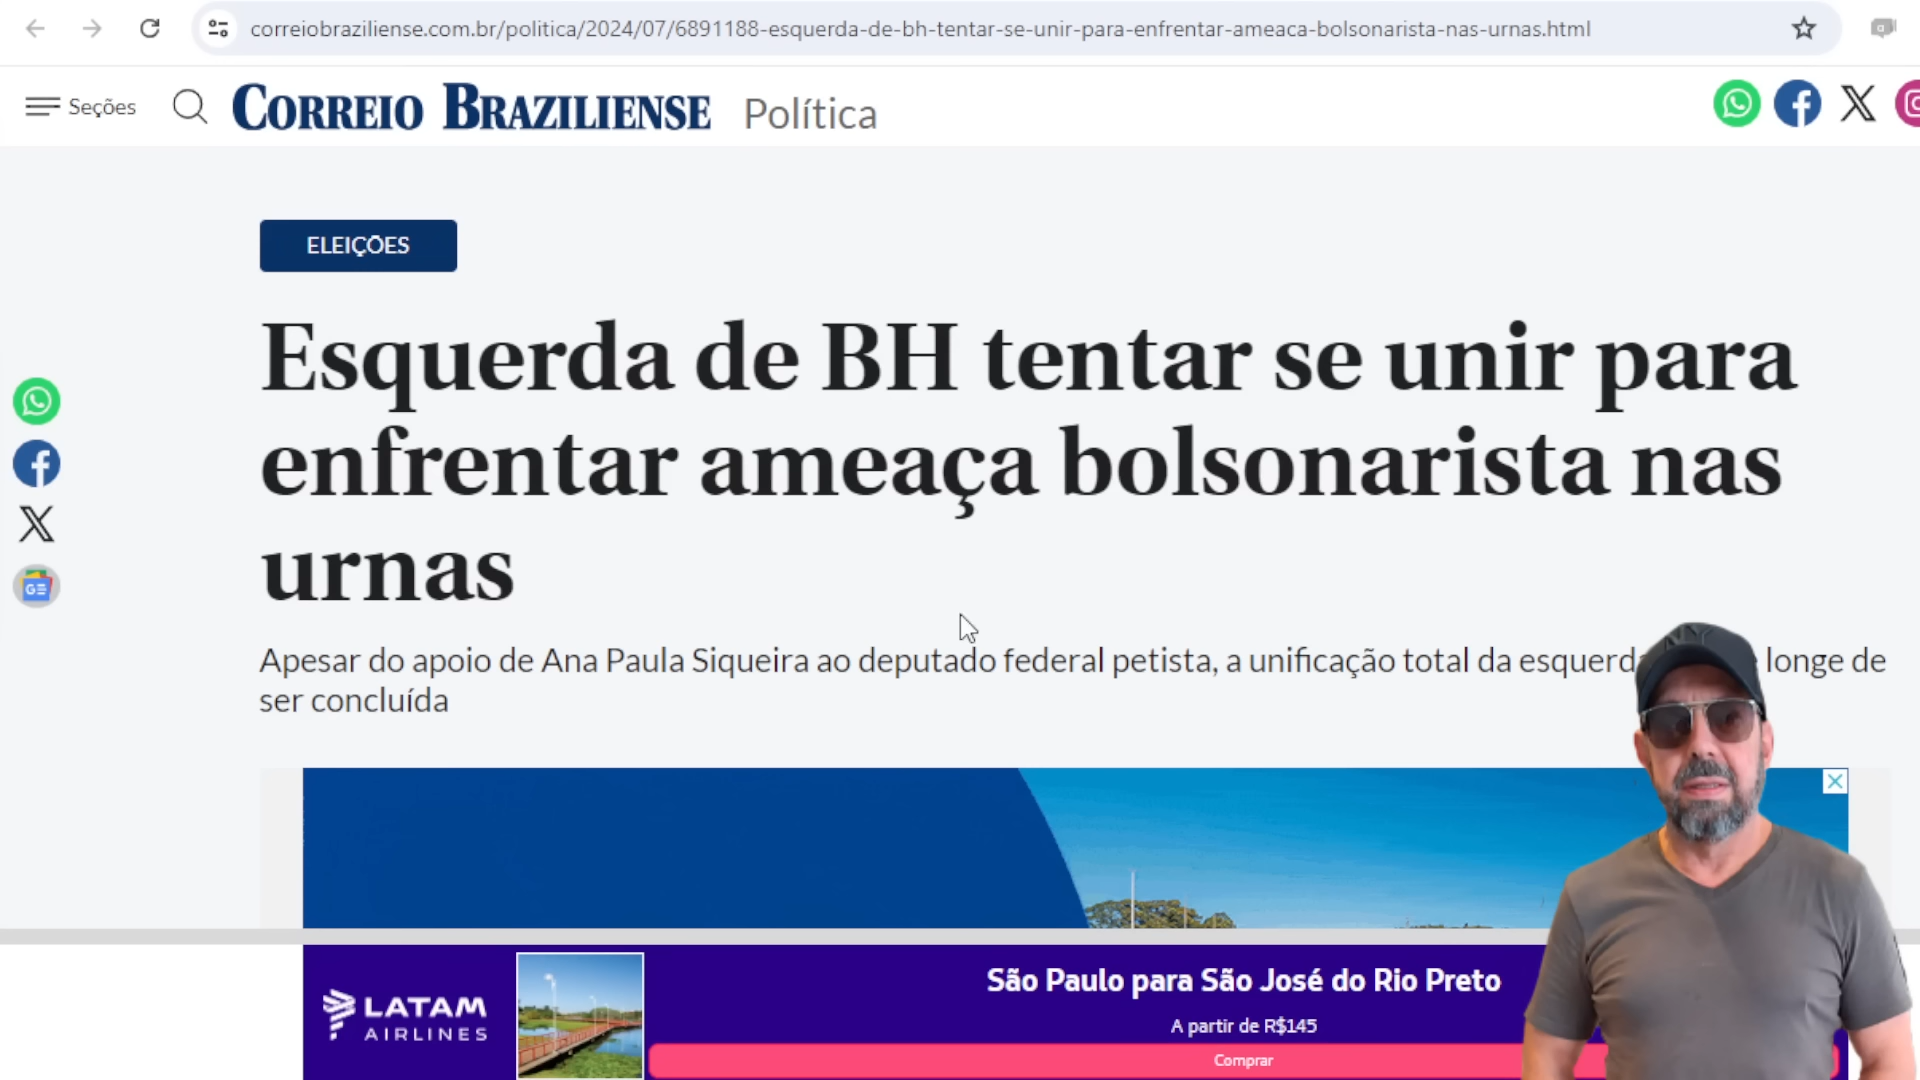 correiobraziliense.com.br/politica/2024/07/6891188-esquerda-de-bh-tentar-se-unir-para-enfrentar-ameaca-bolsonarista-nas-urnas.html
Seções
CORREIO BRAZILIENSE Política
ELEIÇÕES
Esquerda de BH tentar se unir para
enfrentar ameaça bolsonarista nas
urnas
Apesar do apoio de Ana Paula Siqueira ao deputado federal petista, a unificação total da longe de
ser concluída
LATAM
AIRLINES
São Paulo para São José do Rio Preto
A partir de R$145
Comprar